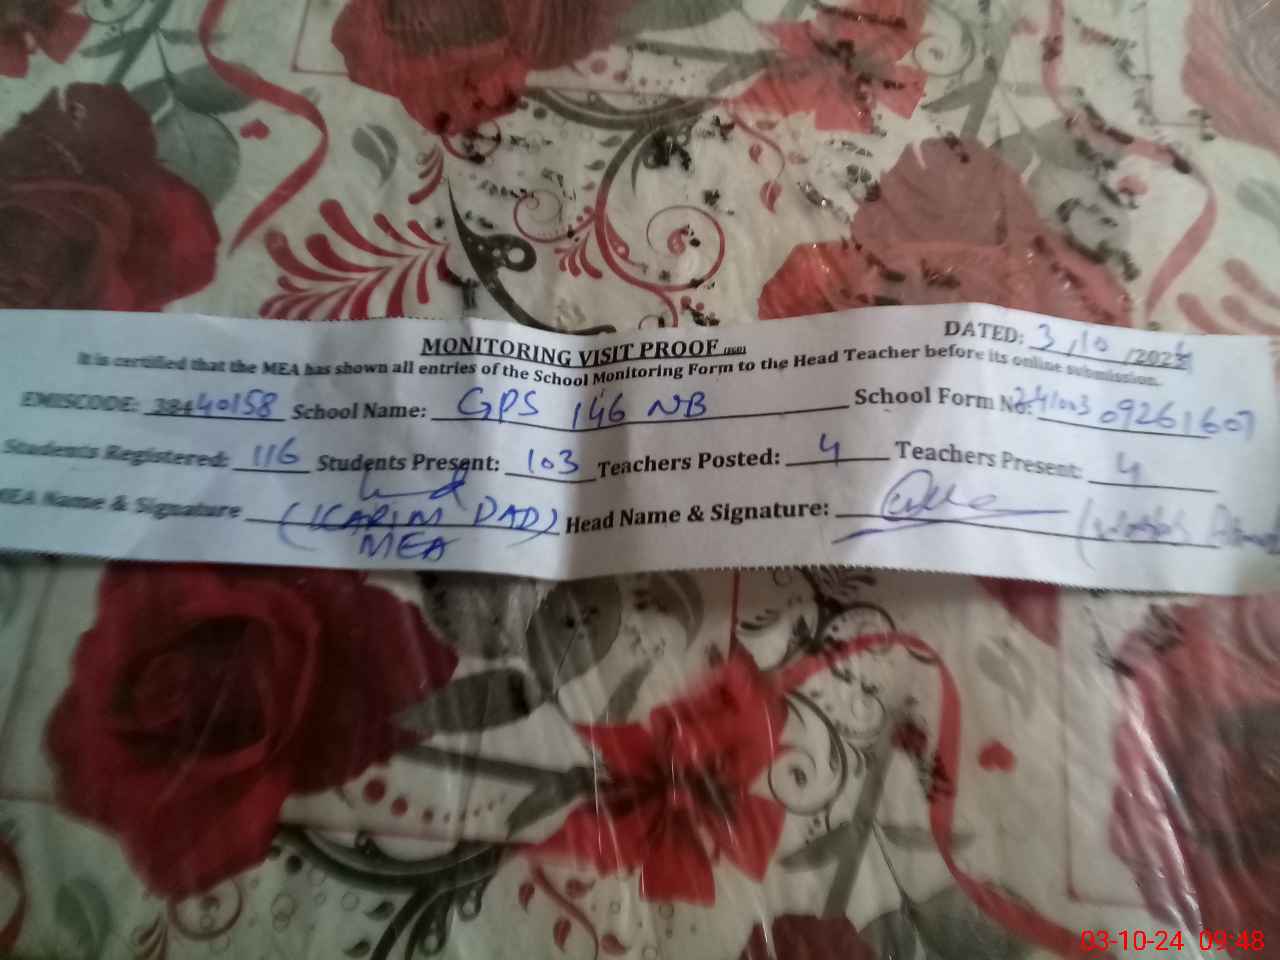 MONITORING VISIT PROOF
DATED: 3/10/2024
It is certified that the MEA has shown all entries of the School Monitoring Form to the Head Teacher before its online submission.
EMISCODE: 38440158 School Name: GPS 146 NB School Form No: 24100309261607
Students Registered: 116 Students Present: 103 Teachers Posted: 4 Teachers Present: 4
MEA Name & Signature (KARIM DAD) Head Name & Signature:
MEA
03-10-24 09:48